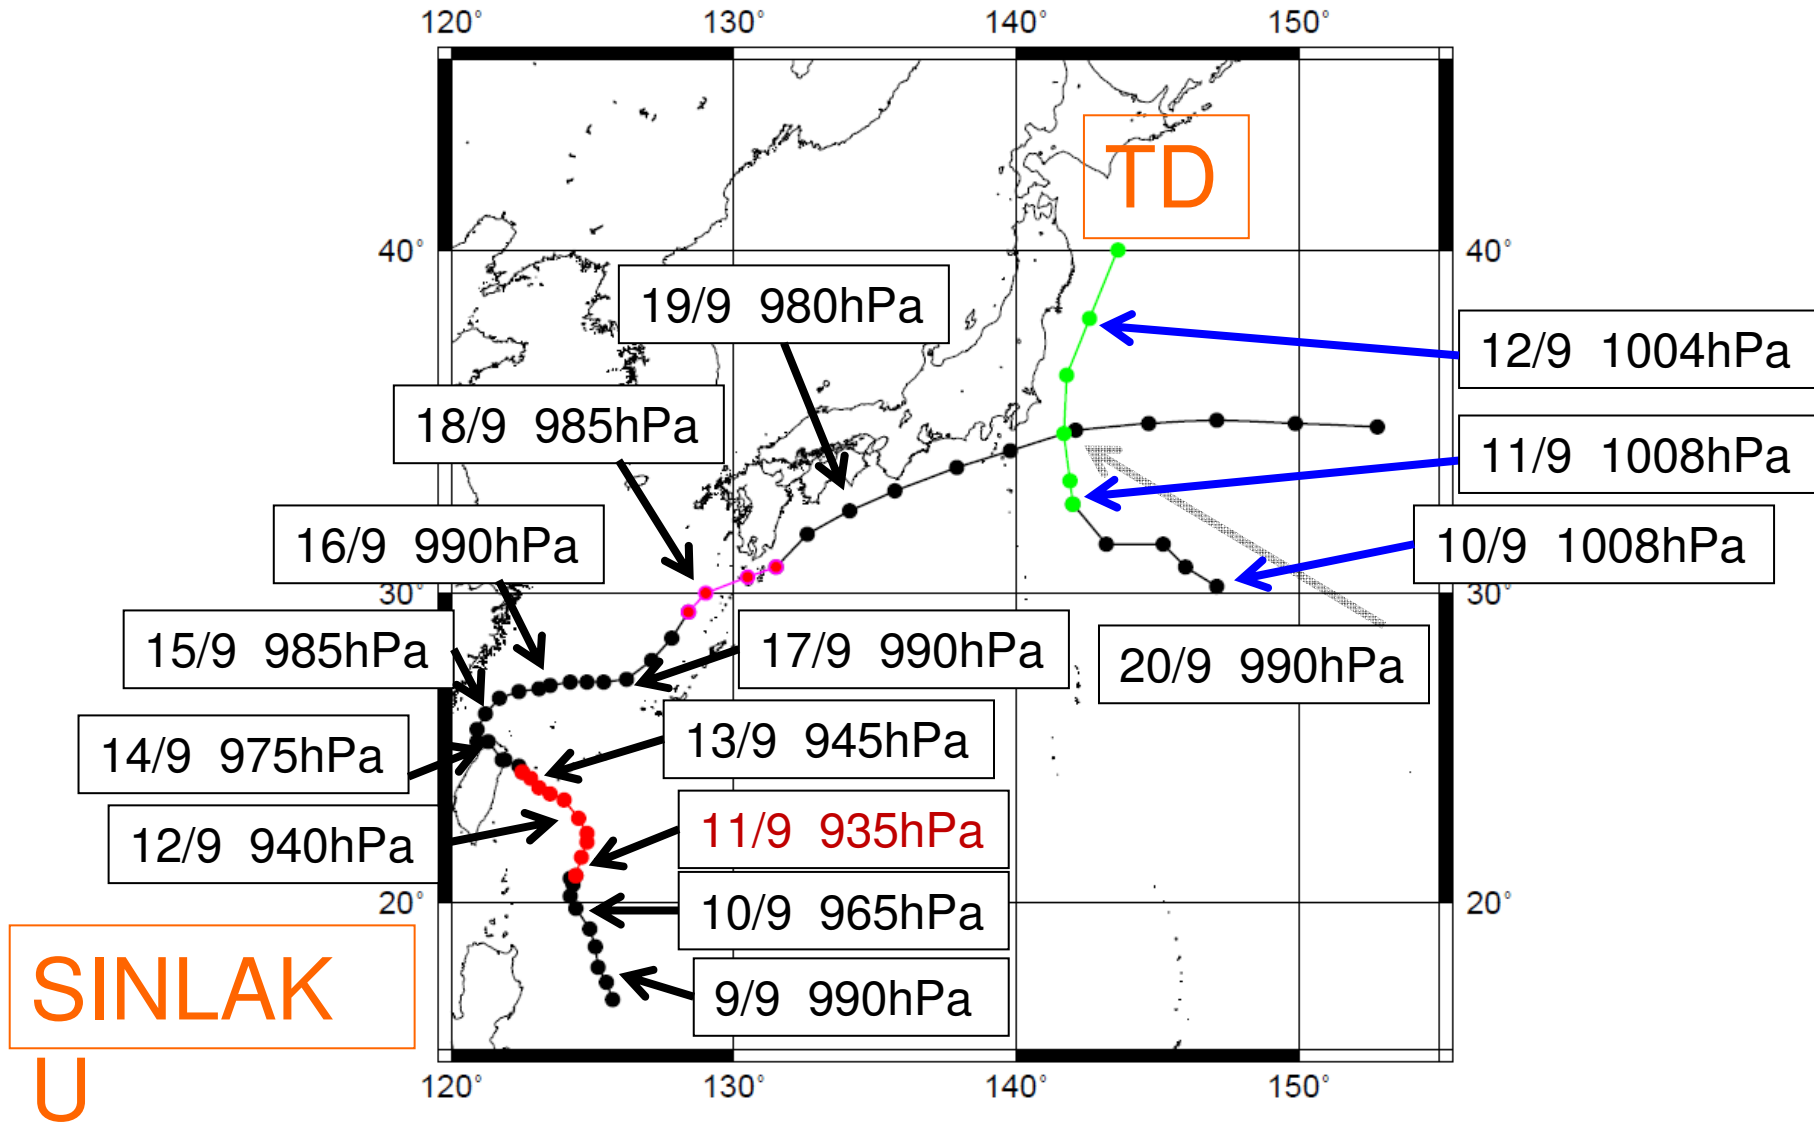 120° 130° 140° 150°
TD
40° 40°
19/9 980hPa
12/9 1004hPa
18/9 985hPa
11/9 1008hPa
16/9 990hPa
10/9 1008hPa
30° 30°
15/9 985hPa
17/9 990hPa
20/9 990hPa
14/9 975hPa
13/9 945hPa
12/9 940hPa
11/9 935hPa
10/9 965hPa
20° 20°
SINLAK
U
9/9 990hPa
120° 130° 140° 150°